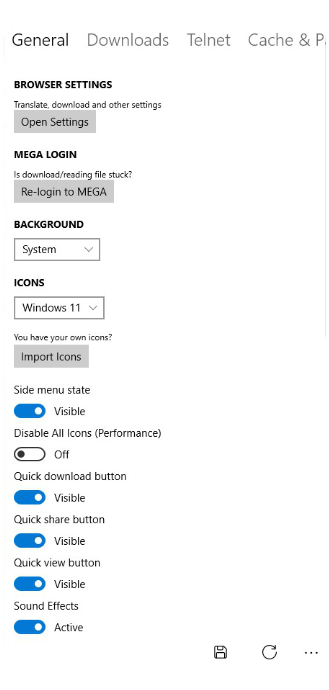 General Downloads Telnet Cache & P
BROWSER SETTINGS
Translate, download and other settings
Open Settings
MEGA LOGIN
Is download/reading file stuck?
Re-login to MEGA
BACKGROUND
System
ICONS
Windows 11
You have your own icons?
Import Icons
Side menu state
Visible
Disable All Icons (Performance)
Off
Quick download button
Visible
Quick share button
Visible
Quick view button
Visible
Sound Effects
Active